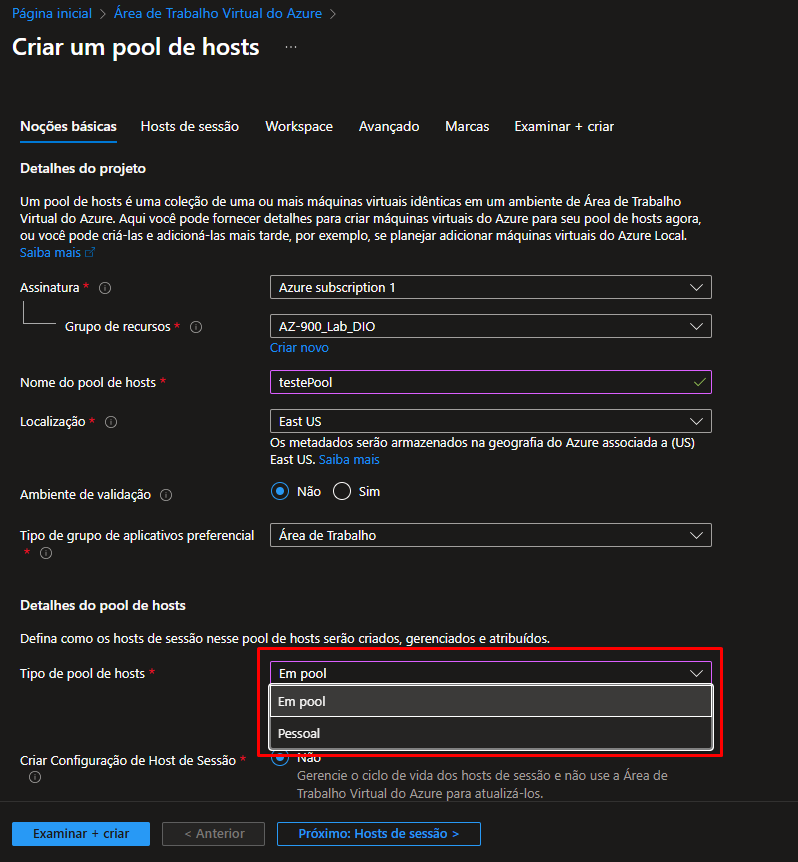 Página inicial > Área de Trabalho Virtual do Azure >
Criar um pool de hosts ...
Noções básicas Hosts de sessão Workspace Avançado Marcas Examinar + criar
Detalhes do projeto
Um pool de hosts é uma coleção de uma ou mais máquinas virtuais idênticas em um ambiente de Área de Trabalho
Virtual do Azure. Aqui você pode fornecer detalhes para criar máquinas virtuais do Azure para seu pool de hosts agora,
ou você pode criá-las e adicioná-las mais tarde, por exemplo, se planejar adicionar máquinas virtuais do Azure Local.
Saiba mais
Assinatura * Azure subscription 1
Grupo de recursos * AZ-900_Lab_DIO
Criar novo
Nome do pool de hosts * testePool
Localização * East US
Os metadados serão armazenados na geografia do Azure associada a (US)
East US. Saiba mais
Ambiente de validação Não Sim
Tipo de grupo de aplicativos preferencial Área de Trabalho
*
Detalhes do pool de hosts
Defina como os hosts de sessão nesse pool de hosts serão criados, gerenciados e atribuídos.
Tipo de pool de hosts * Em pool
Em pool
Pessoal
Criar Configuração de Host de Sessão * Não
Gerencie o ciclo de vida dos hosts de sessão e não use a Área de
Trabalho Virtual do Azure para atualizá-los.
Examinar + criar < Anterior Próximo: Hosts de sessão >